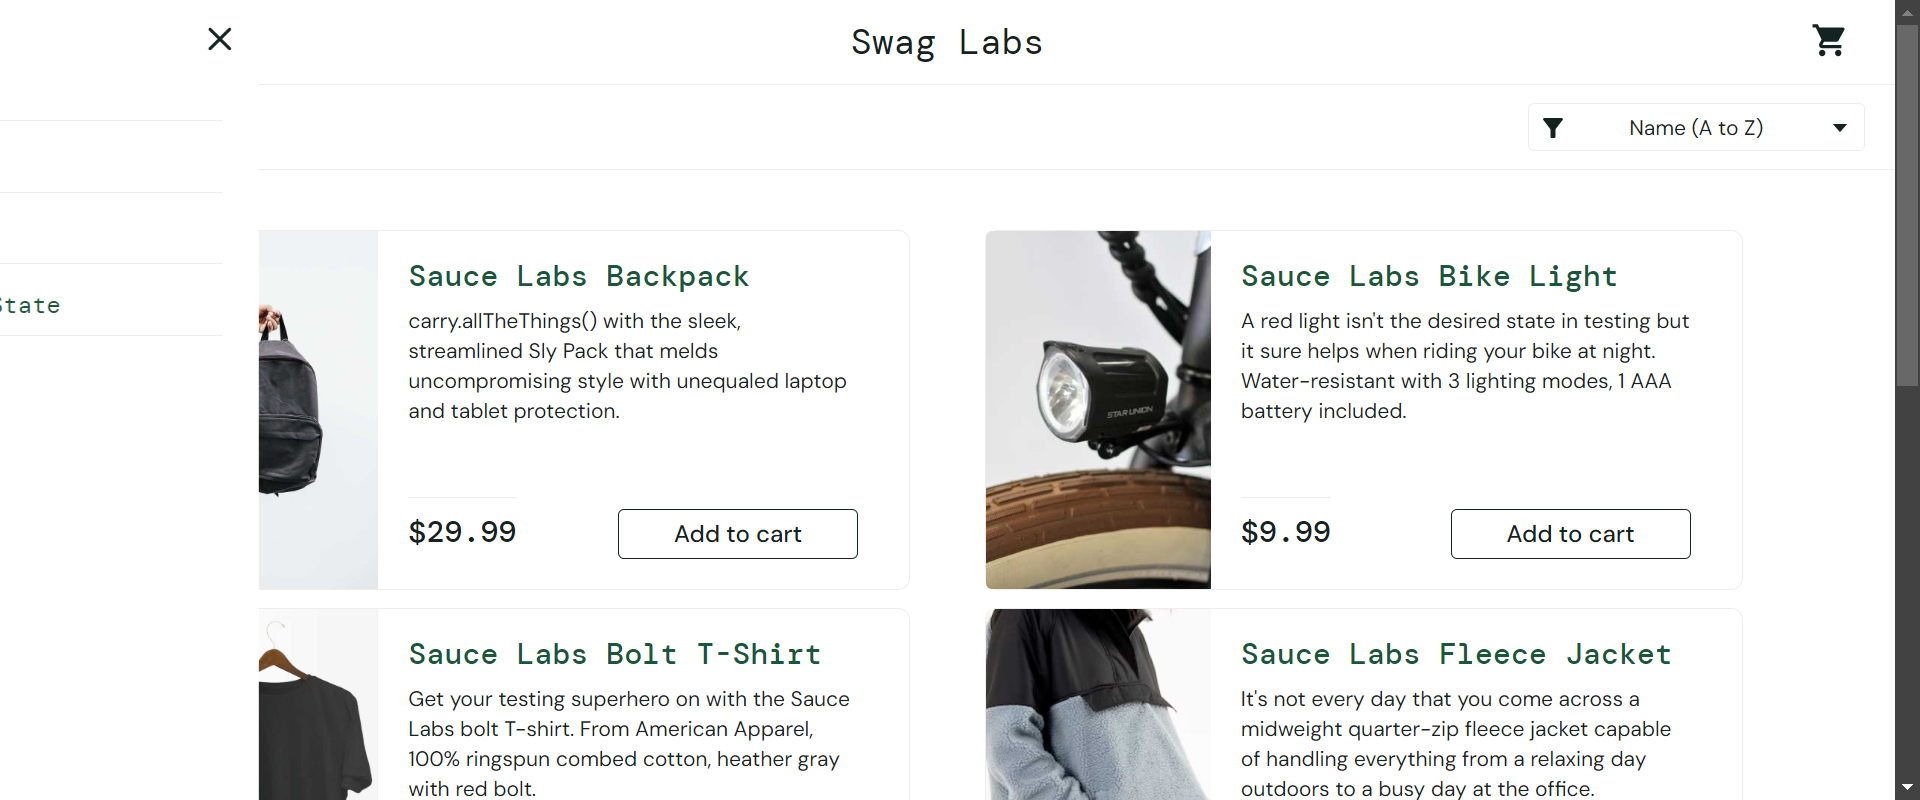 Swag Labs
Name (A to Z)
State
Sauce Labs Backpack
carry.allTheThings() with the sleek,
streamlined Sly Pack that melds
uncompromising style with unequaled laptop
and tablet protection.
$29.99
Add to cart
Sauce Labs Bike Light
A red light isn't the desired state in testing but
it sure helps when riding your bike at night.
Water-resistant with 3 lighting modes, 1 AAA
battery included.
STAR UNION
$9.99
Add to cart
Sauce Labs Bolt T-Shirt
Get your testing superhero on with the Sauce
Labs bolt T-shirt. From American Apparel,
100% ringspun combed cotton, heather gray
with red bolt.
Sauce Labs Fleece Jacket
It's not every day that you come across a
midweight quarter-zip fleece jacket capable
of handling everything from a relaxing day
outdoors to a busy day at the office.